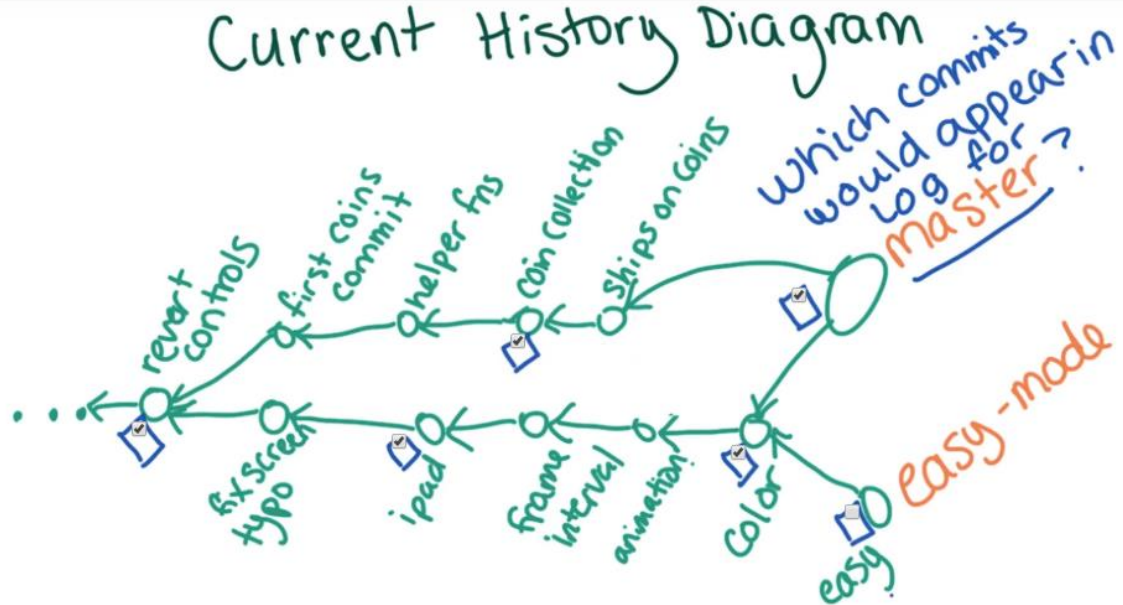 Current History Diagram
which commits
would appear in
log for
master?
revert
controls
first coins
commit
helper fns
coin collection
ships on coins
fix screen
typo
ipad
frame
interval
animation
color
easy
easy-mode